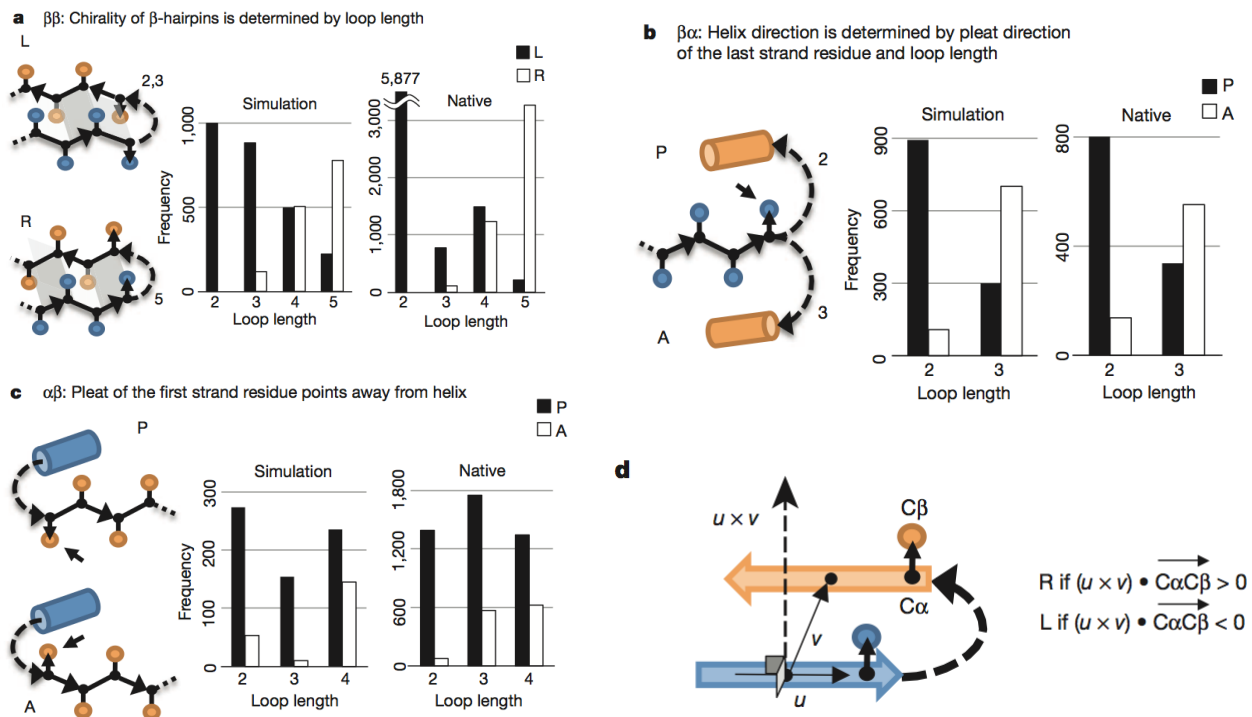 a ββ: Chirality of β-hairpins is determined by loop length
L
2,3
R
5
L
R
Simulation
Frequency
1,000
500
0
2 3 4 5
Loop length
Native
5,877
3,000
2,000
1,000
0
2 3 4 5
Loop length
b βα: Helix direction is determined by pleat direction
of the last strand residue and loop length
P
A
P
2
A
3
Simulation
Frequency
900
600
300
0
2 3
Loop length
Native
800
400
0
2 3
Loop length
c αβ: Pleat of the first strand residue points away from helix
P
A
P
A
Simulation
Frequency
300
200
100
0
2 3 4
Loop length
Native
1,800
1,200
600
0
2 3 4
Loop length
d
u × v
Cβ
Cα
v
u
R if (u × v) • CαCβ > 0
L if (u × v) • CαCβ < 0